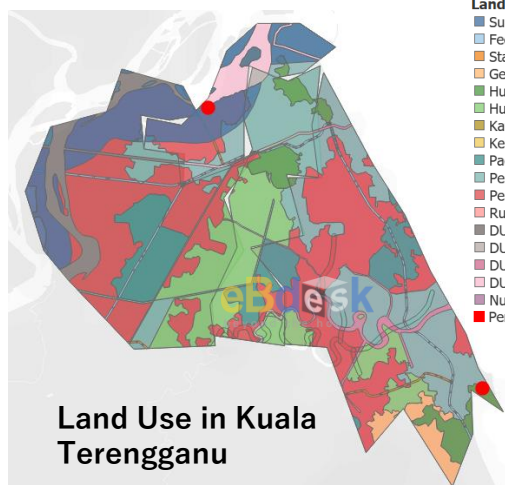 Land
Su
Fe
Sta
Ge
Hu
Hu
Ka
Ke
Pa
Pe
Pe
Ru
DU
DU
DU
DU
Nu
Per
eBdesk
Land Use in Kuala
Terengganu